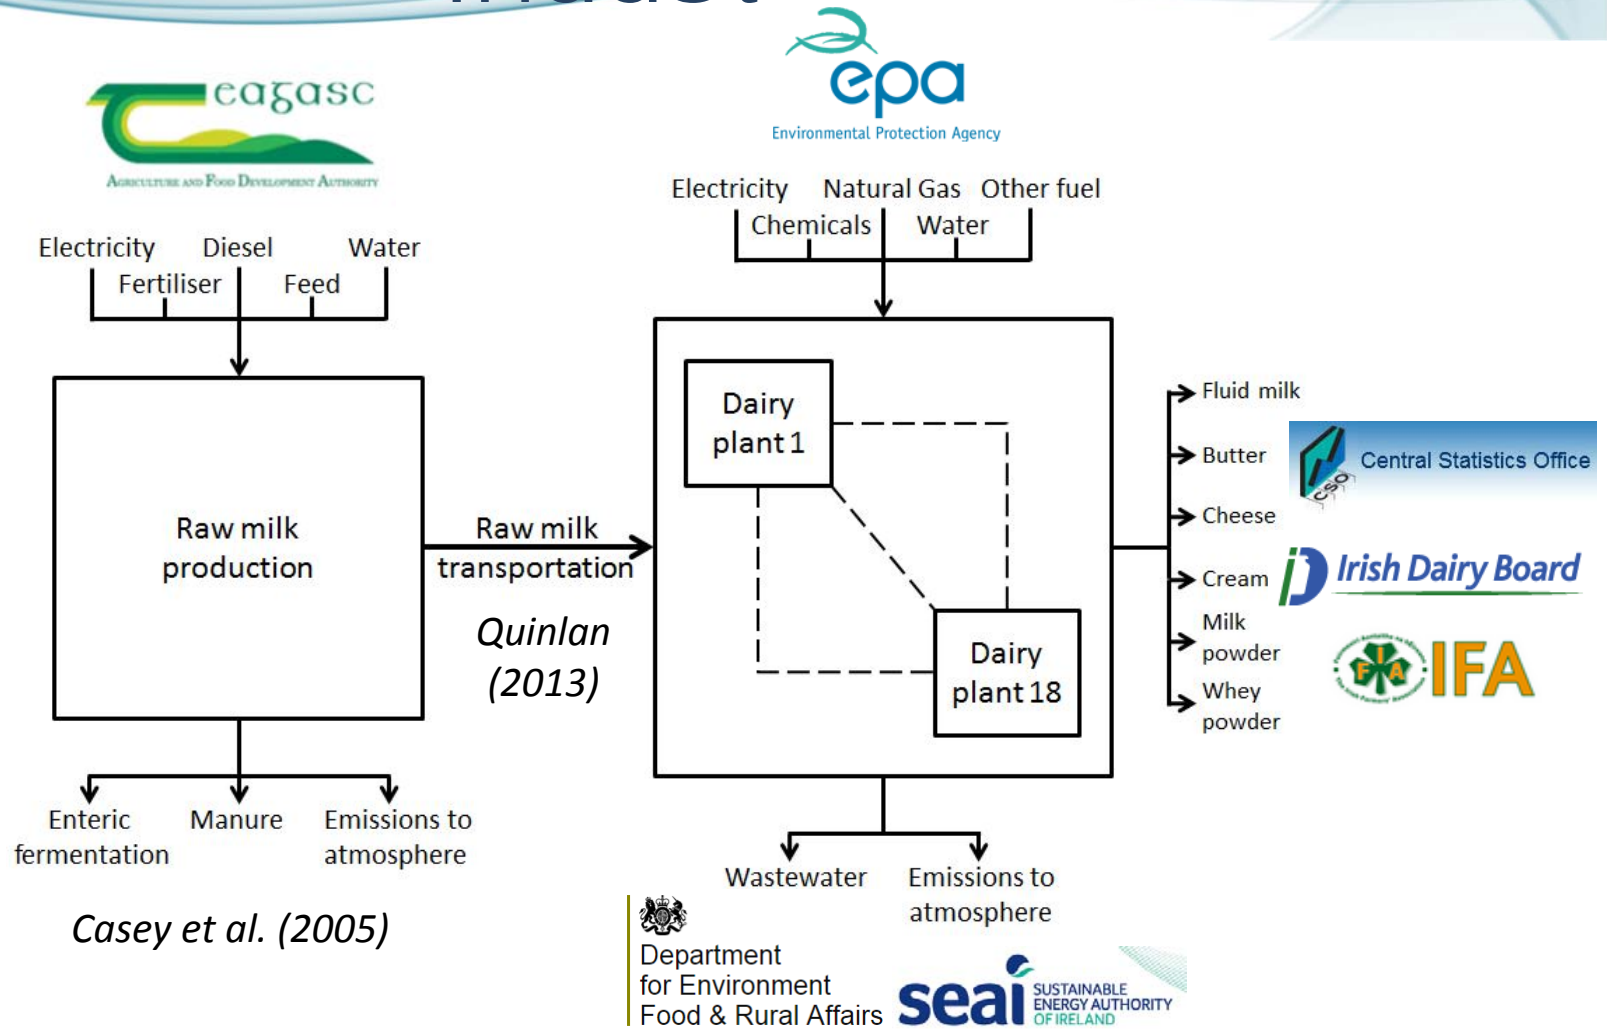 eagasc
AGRICULTURE AND FOOD DEVELOPMENT AUTHORITY
epa
Environmental Protection Agency
Electricity Diesel Water
Fertiliser Feed
Raw milk
production
Enteric
fermentation
Manure
Emissions to
atmosphere
Casey et al. (2005)
Raw milk
transportation
Quinlan
(2013)
Electricity Natural Gas Other fuel
Chemicals Water
Dairy
plant 1
Dairy
plant 18
Wastewater
Emissions to
atmosphere
Department
for Environment
Food & Rural Affairs
seai
SUSTAINABLE
ENERGY AUTHORITY
OF IRELAND
Fluid milk
Butter
Cheese
Cream
Milk
powder
Whey
powder
CSO
Central Statistics Office
Irish Dairy Board
IFA
IFA